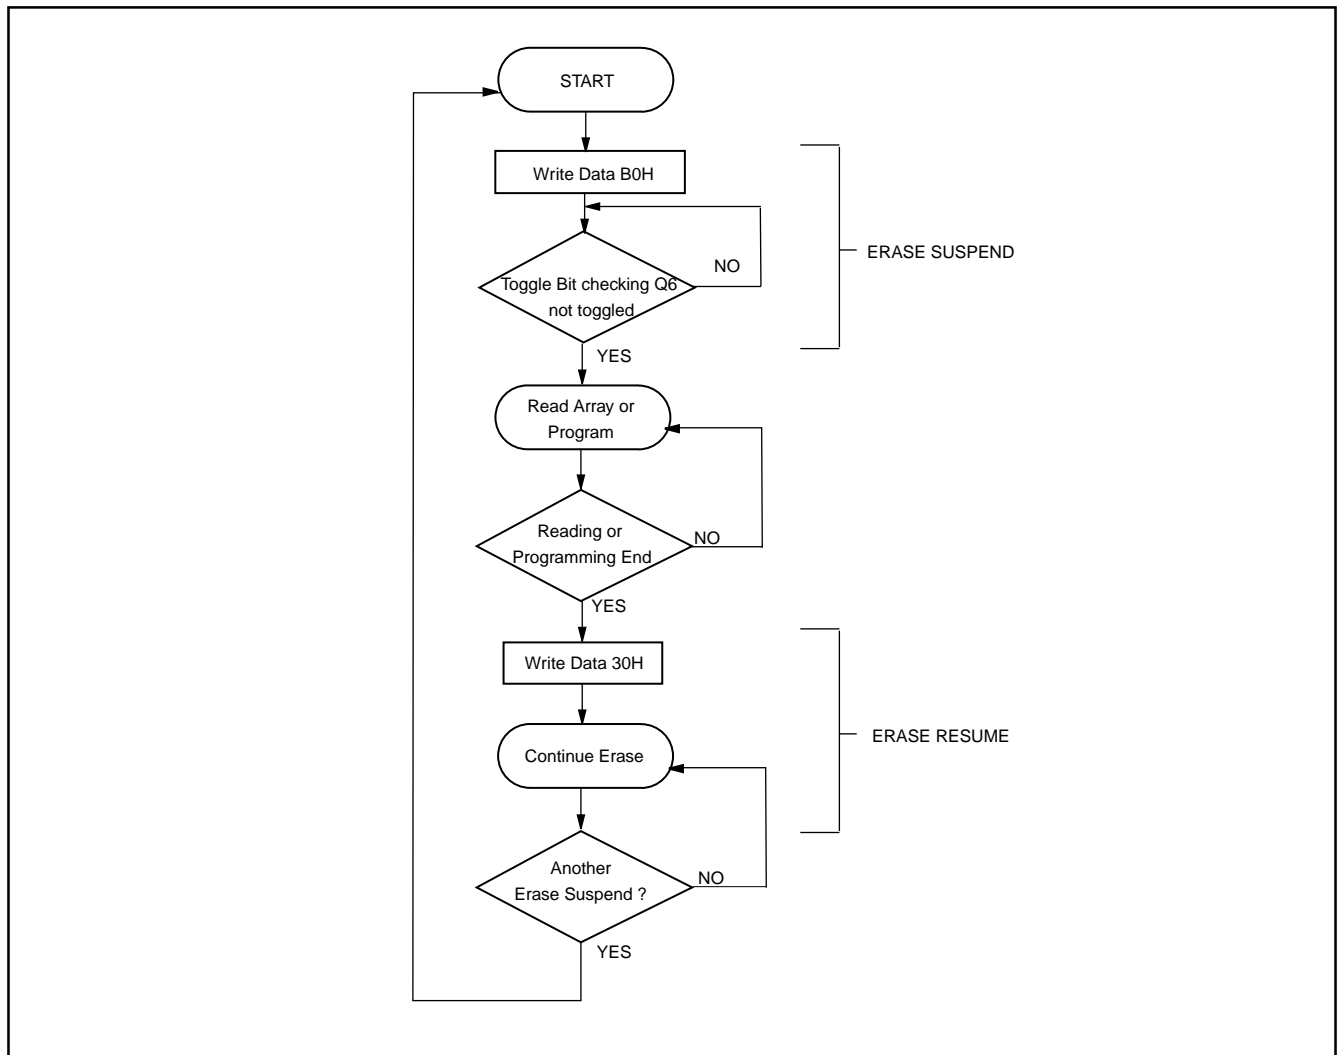 START
Write Data B0H
ERASE SUSPEND
NO
Toggle Bit checking Q6
not toggled
YES
Read Array or
Program
Reading or
NO
Programming End
YES
Write Data 30H
ERASE RESUME
Continue Erase
Another
NO
Erase Suspend ?
YES